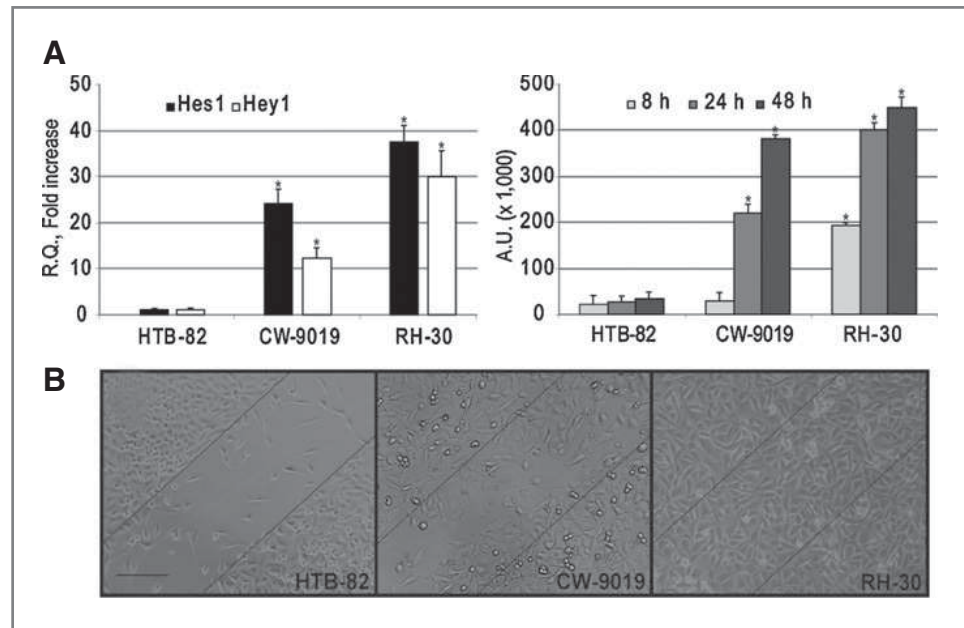 A
50
40
30
20
10
0
R.Q., Fold increase
Hes1 Hey1
* * * *
HTB-82 CW-9019 RH-30
500
400
300
200
100
0
A.U. (x 1,000)
8 h 24 h 48 h
* * * * *
HTB-82 CW-9019 RH-30
B
HTB-82 CW-9019 RH-30